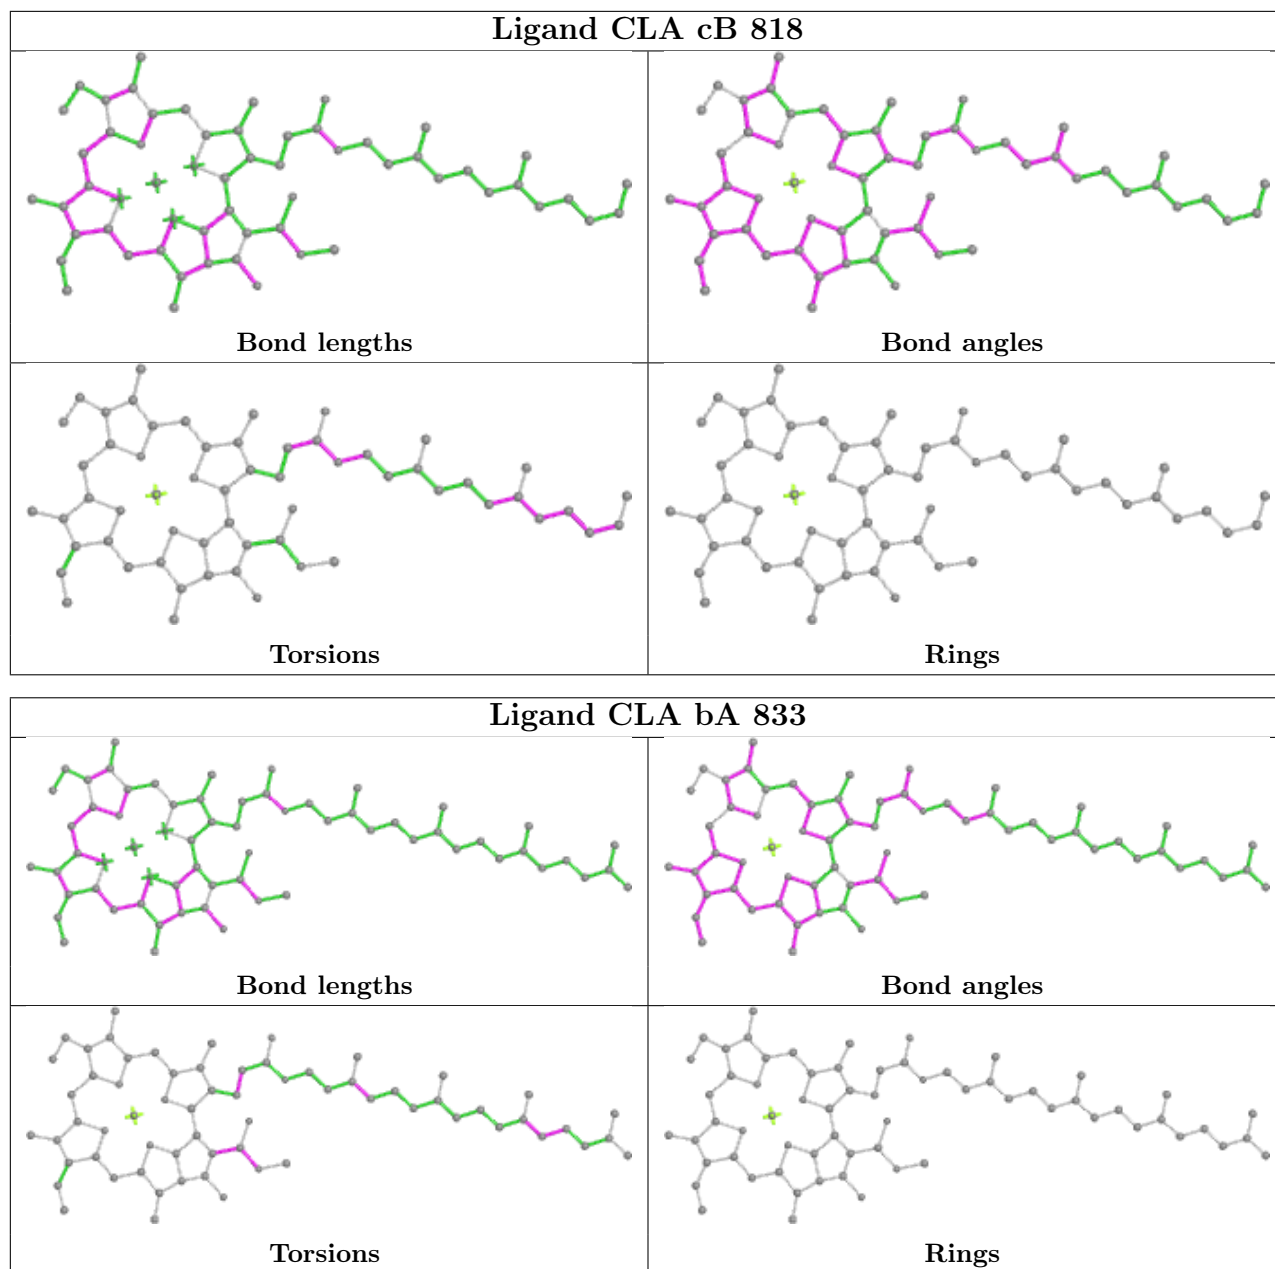 Ligand CLA cB 818
Bond lengths
Bond angles
Torsions
Rings
Ligand CLA bA 833
Bond lengths
Bond angles
Torsions
Rings